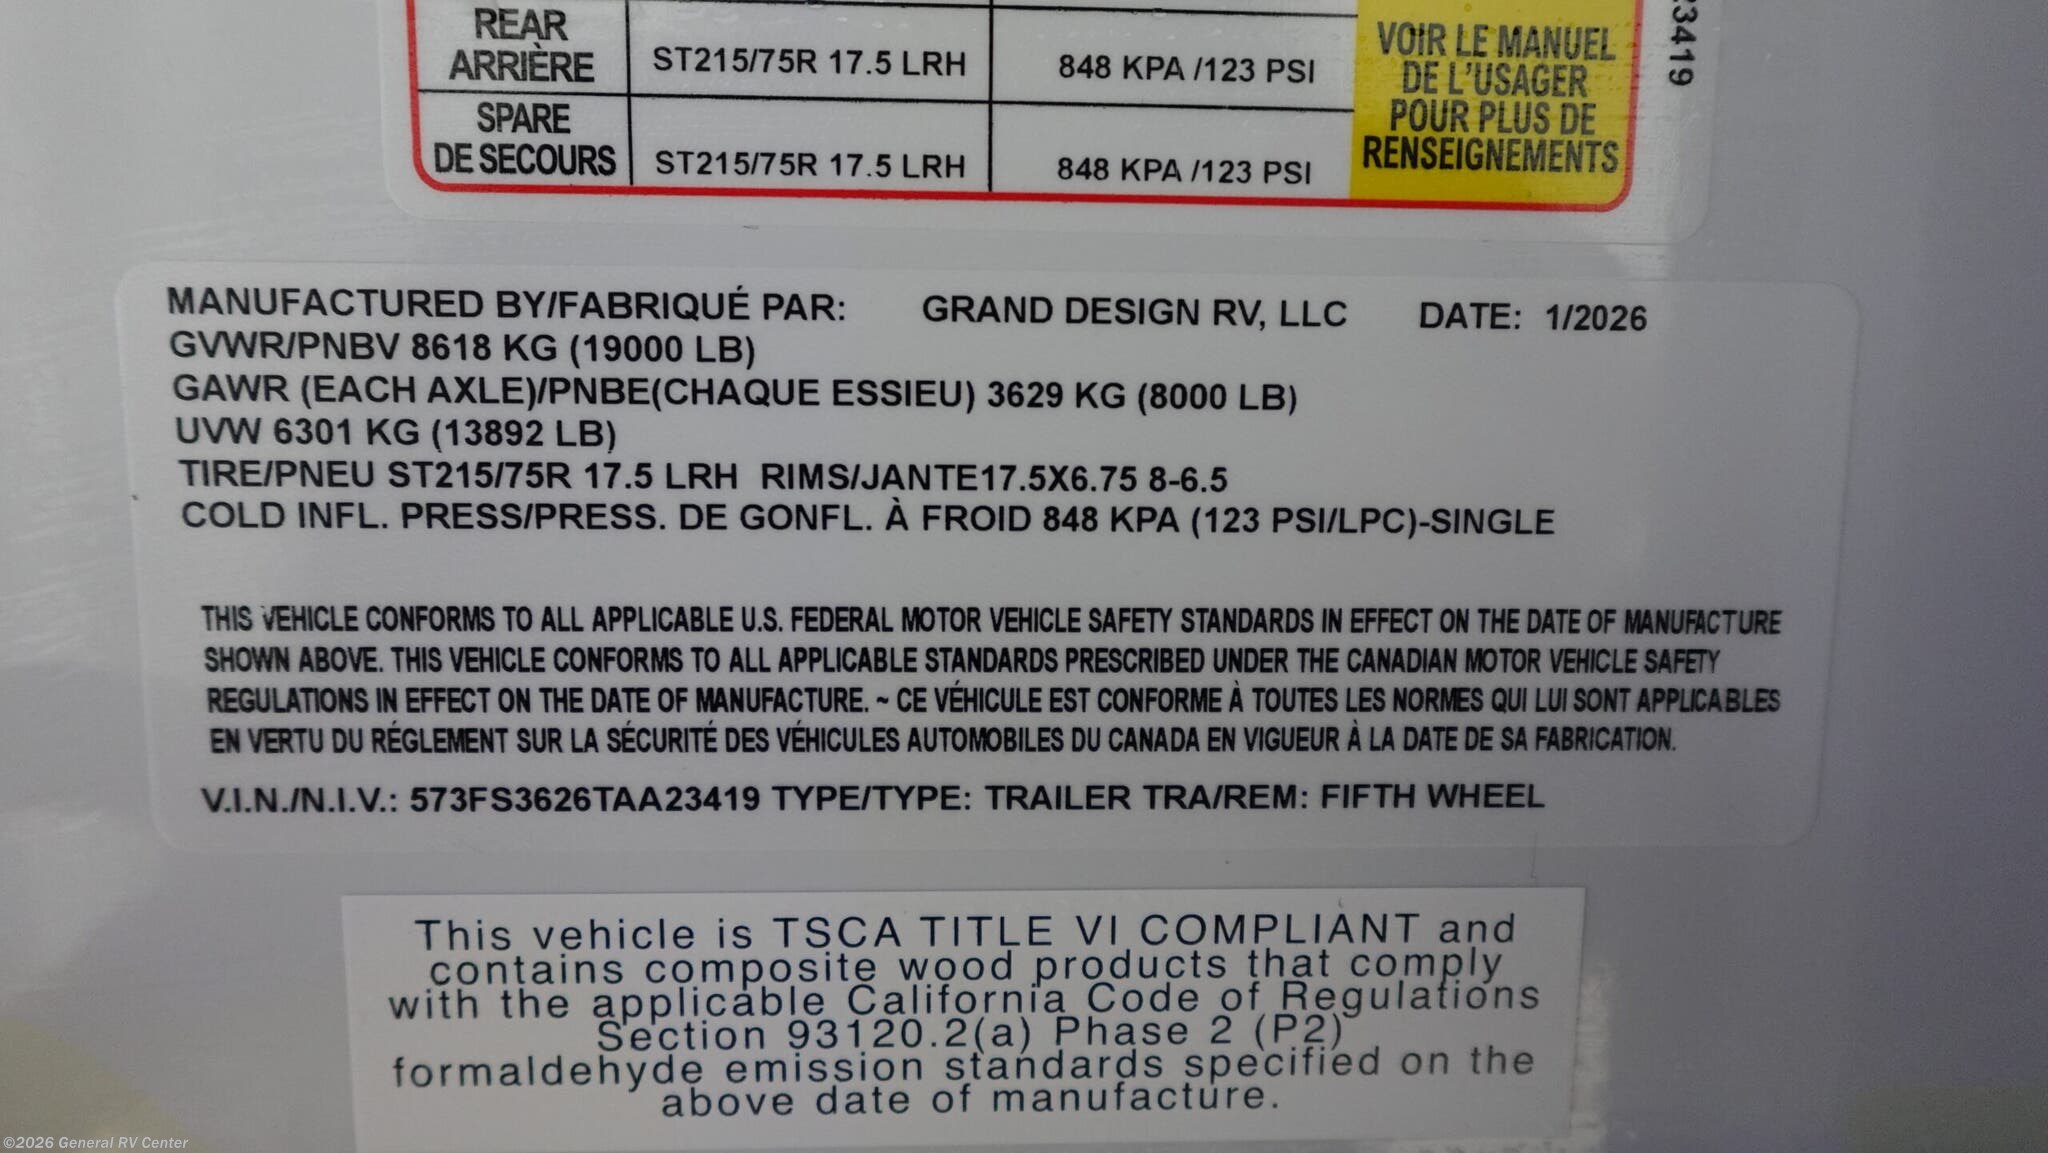 REAR
ARRIÈRE
ST215/75R 17.5 LRH
848 KPA /123 PSI
SPARE
DE SECOURS
ST215/75R 17.5 LRH
848 KPA /123 PSI
VOIR LE MANUEL
DE L'USAGER
POUR PLUS DE
RENSEIGNEMENTS
23419
MANUFACTURED BY/FABRIQUÉ PAR: GRAND DESIGN RV, LLC DATE: 1/2026
GVWR/PNBV 8618 KG (19000 LB)
GAWR (EACH AXLE)/PNBE(CHAQUE ESSIEU) 3629 KG (8000 LB)
UVW 6301 KG (13892 LB)
TIRE/PNEU ST215/75R 17.5 LRH RIMS/JANTE17.5X6.75 8-6.5
COLD INFL. PRESS/PRESS. DE GONFL. À FROID 848 KPA (123 PSI/LPC)-SINGLE
THIS VEHICLE CONFORMS TO ALL APPLICABLE U.S. FEDERAL MOTOR VEHICLE SAFETY STANDARDS IN EFFECT ON THE DATE OF MANUFACTURE
SHOWN ABOVE. THIS VEHICLE CONFORMS TO ALL APPLICABLE STANDARDS PRESCRIBED UNDER THE CANADIAN MOTOR VEHICLE SAFETY
REGULATIONS IN EFFECT ON THE DATE OF MANUFACTURE. ~ CE VÉHICULE EST CONFORME À TOUTES LES NORMES QUI LUI SONT APPLICABLES
EN VERTU DU RÉGLEMENT SUR LA SÉCURITÉ DES VÉHICULES AUTOMOBILES DU CANADA EN VIGUEUR À LA DATE DE SA FABRICATION.
V.I.N./N.I.V.: 573FS3626TAA23419 TYPE/TYPE: TRAILER TRA/REM: FIFTH WHEEL
This vehicle is TSCA TITLE VI COMPLIANT and
contains composite wood products that comply
with the applicable California Code of Regulations
Section 93120.2(a) Phase 2 (P2)
formaldehyde emission standards specified on the
above date of manufacture.
©2026 General RV Center